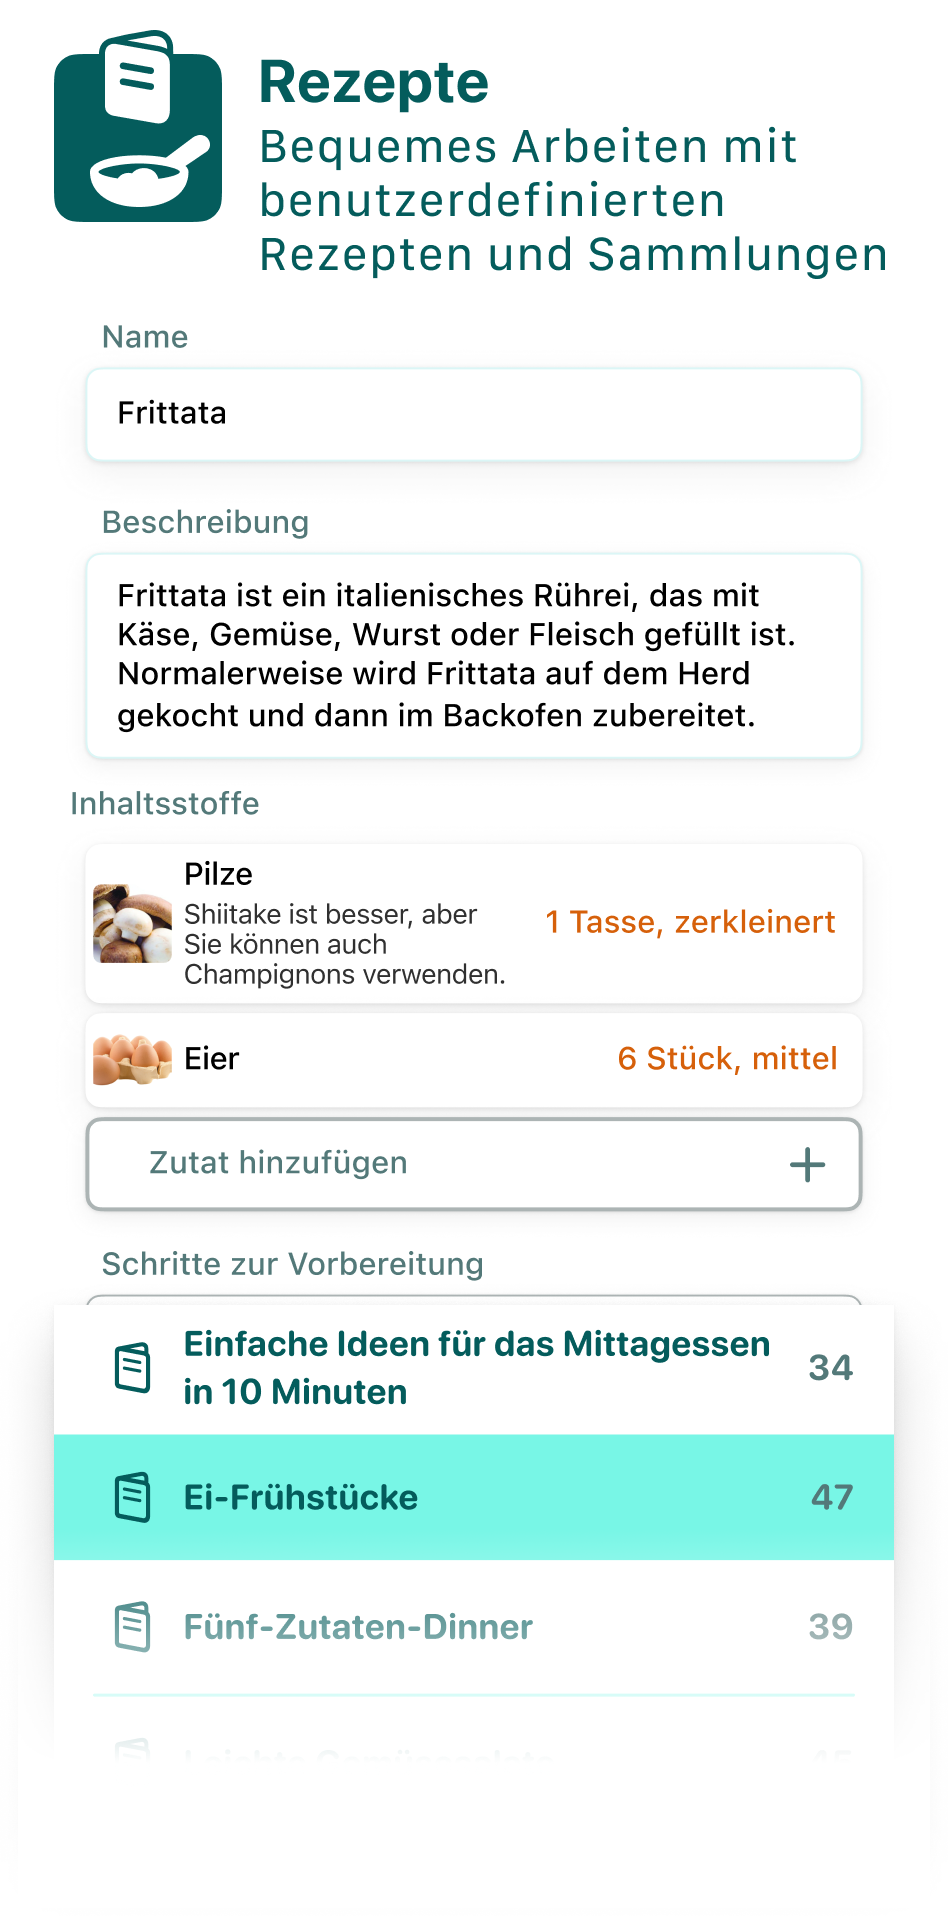 Rezepte
Bequemes Arbeiten mit
benutzerdefinierten
Rezepten und Sammlungen
Name
Frittata
Beschreibung
Frittata ist ein italienisches Rührei, das mit
Käse, Gemüse, Wurst oder Fleisch gefüllt ist.
Normalerweise wird Frittata auf dem Herd
gekocht und dann im Backofen zubereitet.
Inhaltsstoffe
Pilze
Shiitake ist besser, aber
Sie können auch
Champignons verwenden.
1 Tasse, zerkleinert
Eier
6 Stück, mittel
Zutat hinzufügen
Schritte zur Vorbereitung
Einfache Ideen für das Mittagessen
in 10 Minuten
34
Ei-Frühstücke
47
Fünf-Zutaten-Dinner
39